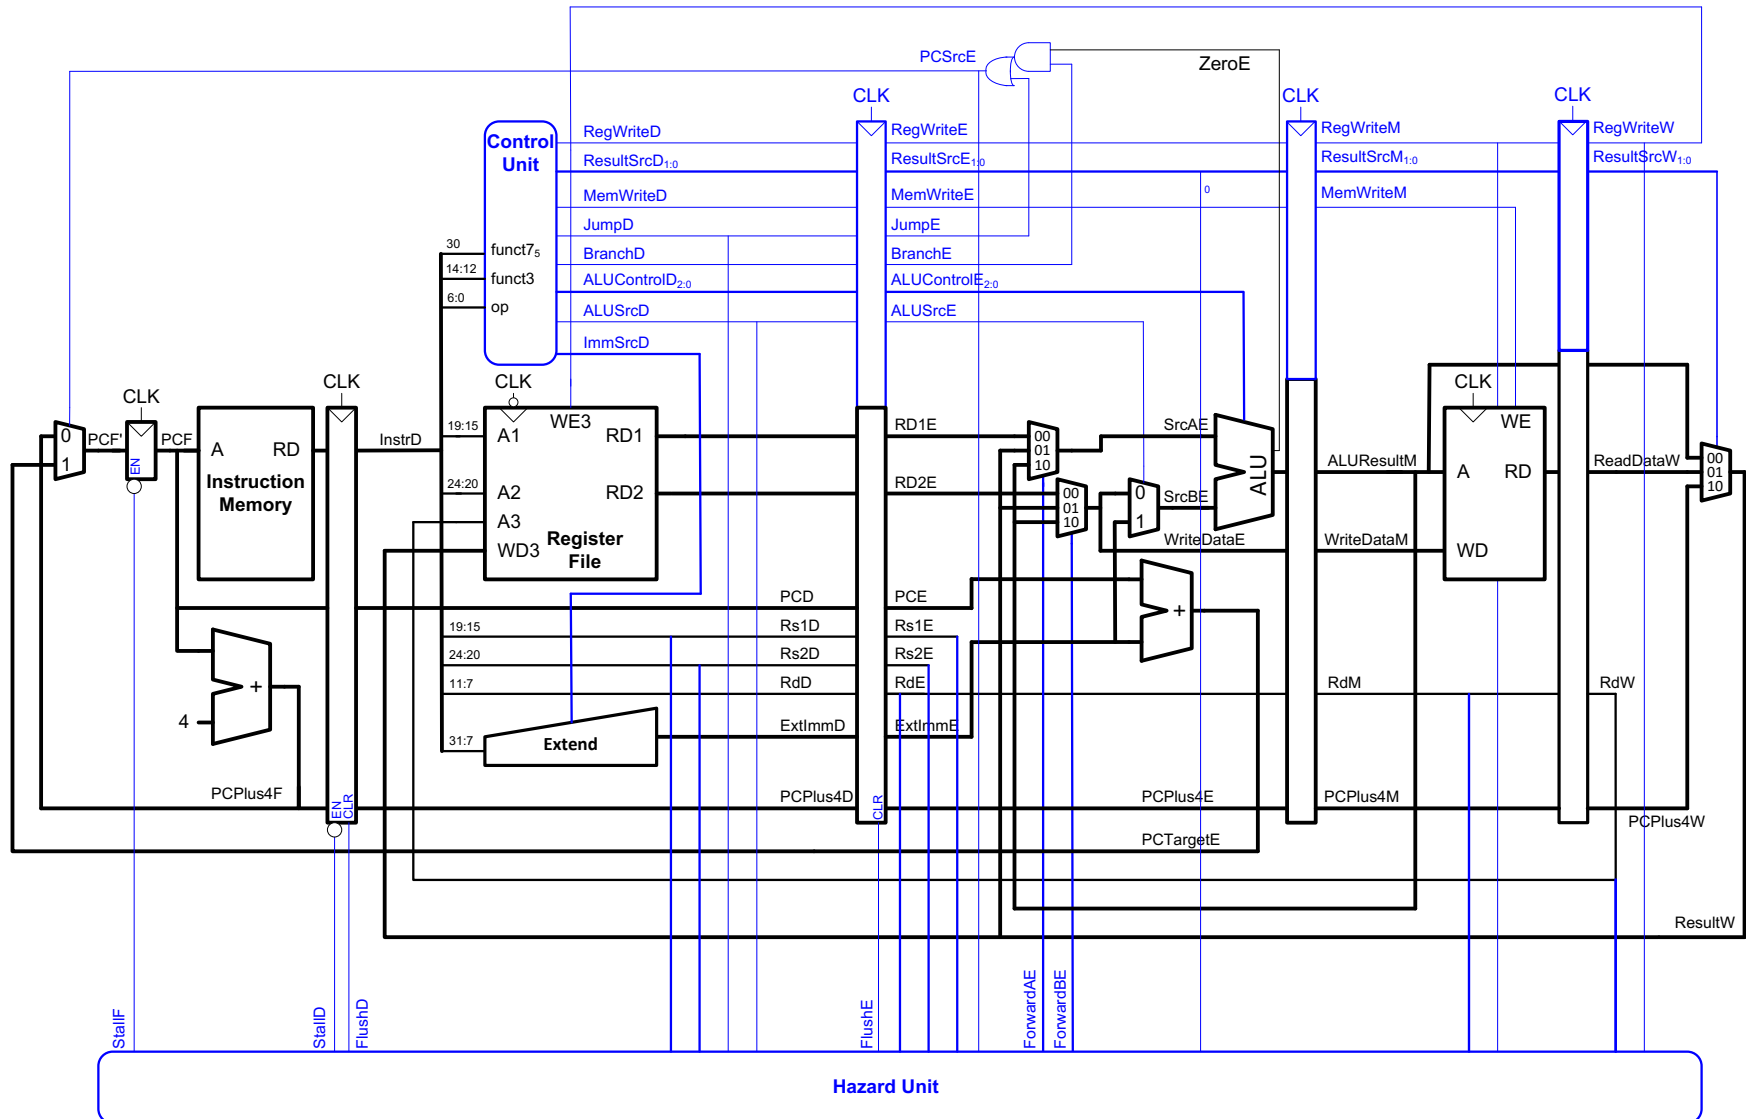 PCSrcE
ZeroE
CLK
CLK
CLK
Control
Unit
funct7₅
funct3
op
30
14:12
6:0
RegWriteD
ResultSrcD₁:₀
MemWriteD
JumpD
BranchD
ALUControlD₂:₀
ALUSrcD
ImmSrcD
RegWriteE
ResultSrcE₁:₀
MemWriteE
JumpE
BranchE
ALUControlE₂:₀
ALUSrcE
0
RegWriteM
ResultSrcM₁:₀
MemWriteM
RegWriteW
ResultSrcW₁:₀
CLK
CLK
CLK
CLK
0
1
PCF'
EN
PCF
A
RD
Instruction
Memory
InstrD
19:15
24:20
A1
A2
A3
WD3
WE3
RD1
RD2
Register
File
RD1E
RD2E
00
01
10
00
01
10
0
1
SrcAE
SrcBE
ALU
WriteDataE
ALUResultM
WriteDataM
A
RD
WE
WD
ReadDataW
00
01
10
PCD
PCE
19:15
Rs1D
Rs1E
24:20
Rs2D
Rs2E
11:7
RdD
RdE
RdM
RdW
+
+
4
31:7
Extend
ExtImmD
ExtImmE
PCPlus4F
EN
CLR
PCPlus4D
CLR
PCPlus4E
PCPlus4M
PCPlus4W
PCTargetE
ResultW
StallF
StallD
FlushD
FlushE
ForwardAE
ForwardBE
Hazard Unit